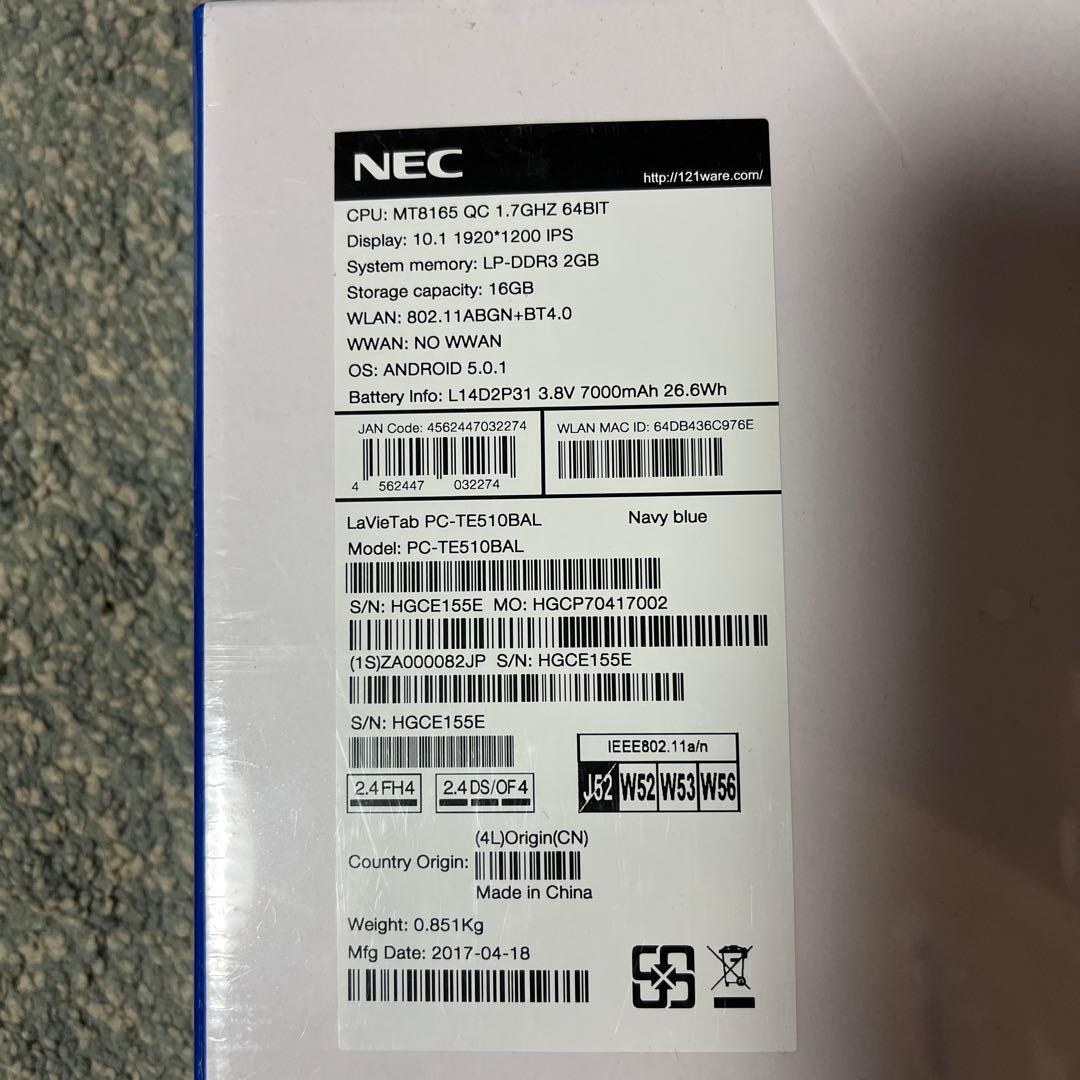 NEC
http://121ware.com/
CPU: MT8165 QC 1.7GHZ 64BIT
Display: 10.1 1920*1200 IPS
System memory: LP-DDR3 2GB
Storage capacity: 16GB
WLAN: 802.11ABGN+BT4.0
WWAN: NO WWAN
OS: ANDROID 5.0.1
Battery Info: L14D2P31 3.8V 7000mAh 26.6Wh
JAN Code: 4562447032274
4 562447 032274
WLAN MAC ID: 64DB436C976E
LaVieTab PC-TE510BAL Navy blue
Model: PC-TE510BAL
S/N: HGCE155E MO: HGCP70417002
(1S)ZA000082JP S/N: HGCE155E
S/N: HGCE155E
2.4FH4
2.4DS/OF4
IEEE802.11a/n
J52 W52 W53 W56
(4L)Origin(CN)
Country Origin:
Made in China
Weight: 0.851Kg
Mfg Date: 2017-04-18